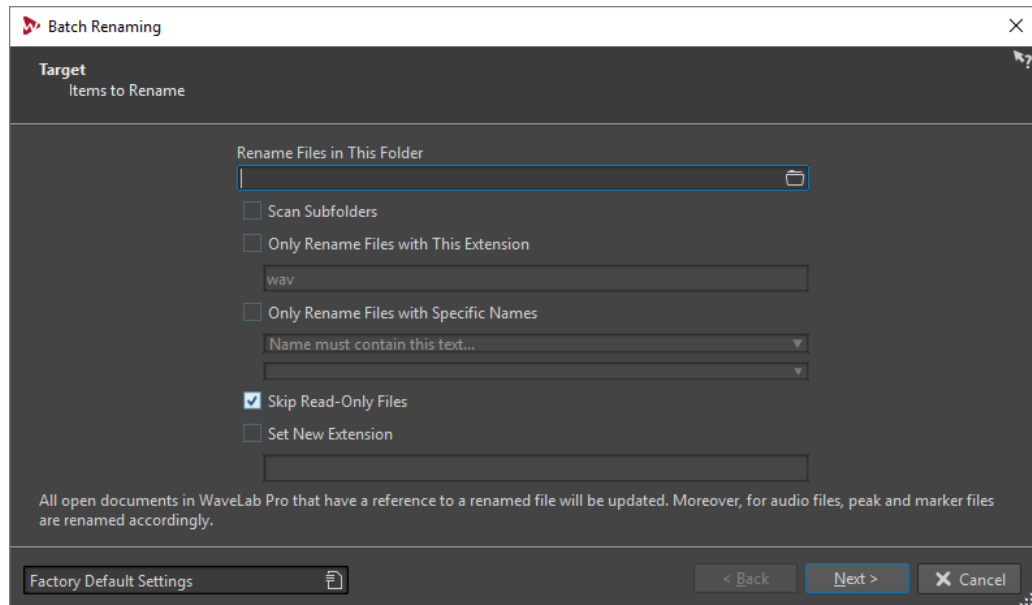 Batch Renaming
Target
Items to Rename
Rename Files in This Folder
Scan Subfolders
Only Rename Files with This Extension
wav
Only Rename Files with Specific Names
Name must contain this text...
Skip Read-Only Files
Set New Extension
All open documents in WaveLab Pro that have a reference to a renamed file will be updated. Moreover, for audio files, peak and marker files
are renamed accordingly.
Factory Default Settings
< Back
Next >
Cancel